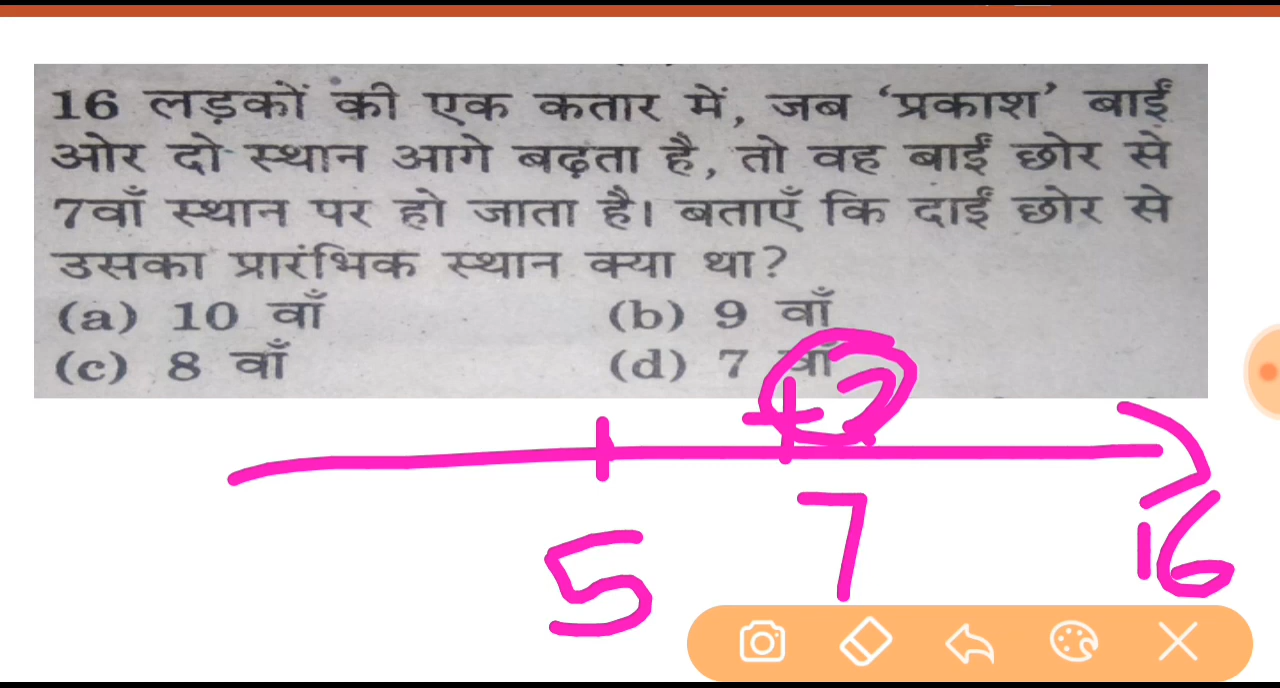 16 लड़कों की एक कतार में, जब ‘प्रकाश’ बाईं
ओर दो स्थान आगे बढ़ता है, तो वह बाईं छोर से
7वाँ स्थान पर हो जाता है। बताएँ कि दाईं छोर से
उसका प्रारंभिक स्थान क्या था?
(a) 10 वाँ (b) 9 वाँ
(c) 8 वाँ (d) 7 वाँ
+2
5 7 16